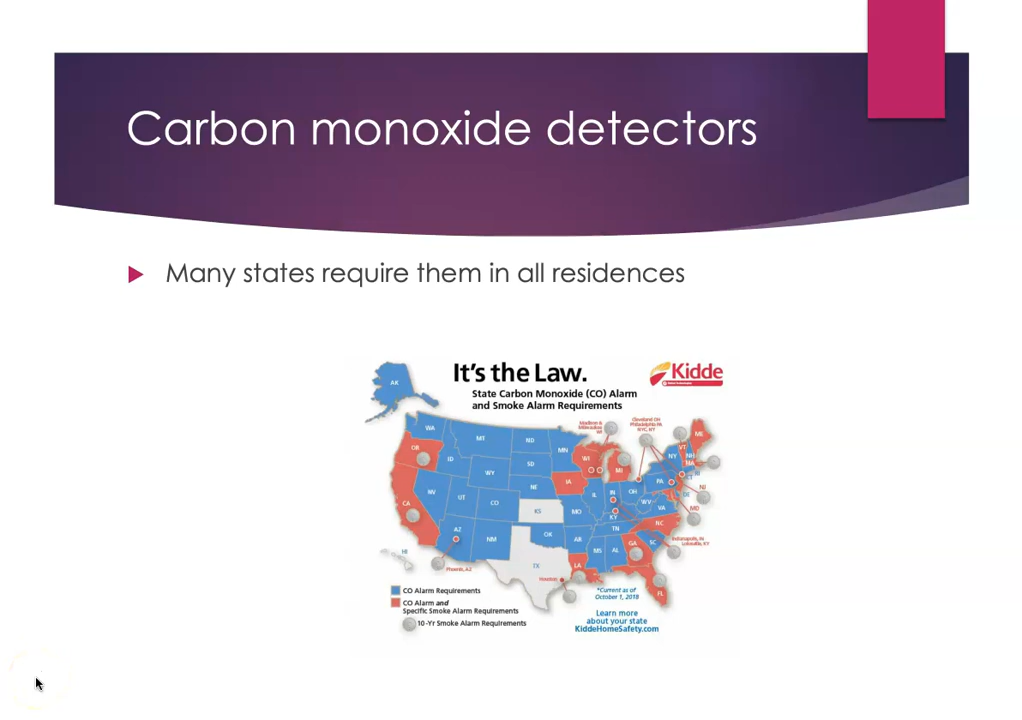 Carbon monoxide detectors
Many states require them in all residences
It's the Law.
Kidde
State Carbon Monoxide (CO) Alarm
and Smoke Alarm Requirements
AK
Madison &
Milwaukee
WI
Cleveland OH
Philadelphia PA
NYC, NY
WA
MT
ND
MN
OR
ID
WY
SD
WI
MI
NY
VT
NH
MA
ME
NV
UT
CO
NE
IA
IL
IN
OH
PA
NJ
CA
KS
MO
KY
WV
VA
MD
AZ
NM
OK
AR
TN
NC
Indianapolis, IN
Louisville, KY
HI
Phoenix, AZ
TX
LA
MS
AL
GA
SC
FL
Houston
CO Alarm Requirements
CO Alarm and
Specific Smoke Alarm Requirements
10-Yr Smoke Alarm Requirements
*Current as of
October 1, 2018
Learn more
about your state
KiddeHomeSafety.com